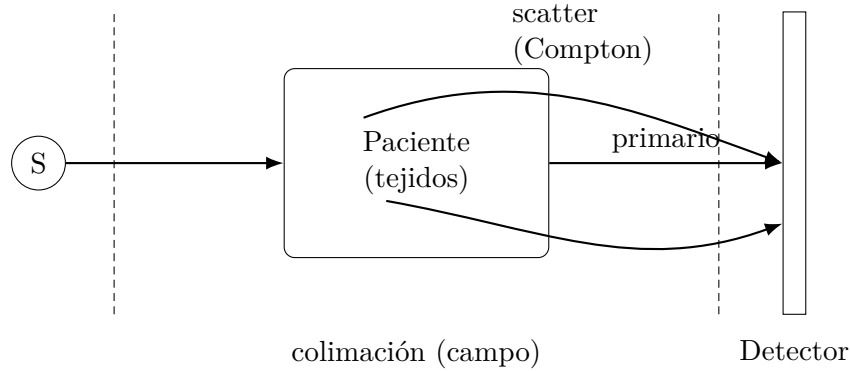 scatter
(Compton)
S
Paciente
(tejidos)
primario
colimación (campo)
Detector